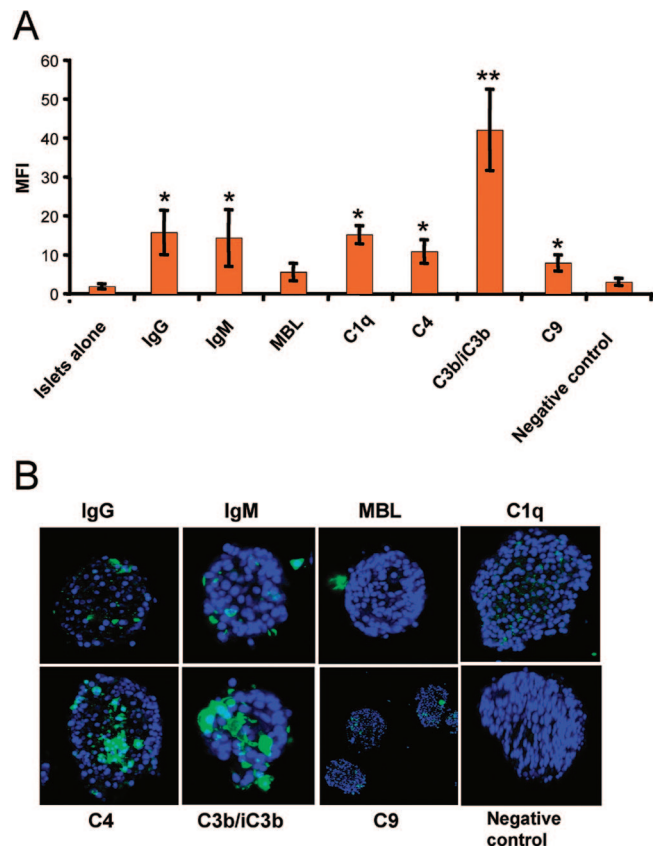 A
60
50
40
30
20
10
0
MFI
* * * * ** *
Islets alone IgG IgM MBL C1q C4 C3b/iC3b C9 Negative control
B
IgG IgM MBL C1q
C4 C3b/iC3b C9 Negative
control